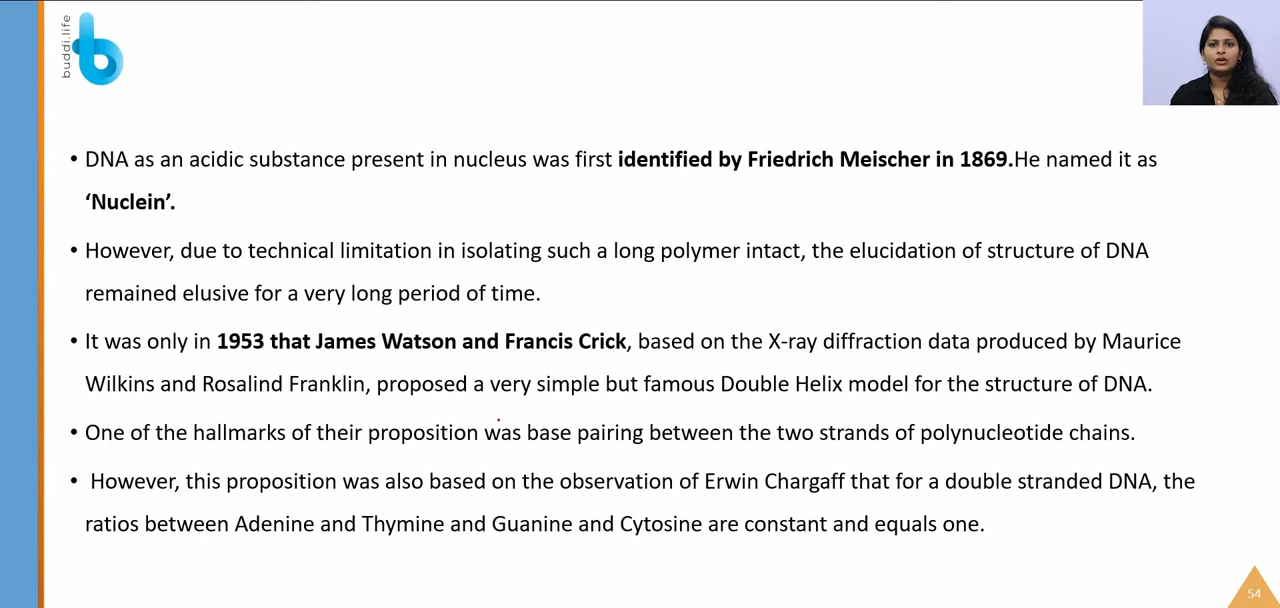 buddi.life
• DNA as an acidic substance present in nucleus was first identified by Friedrich Meischer in 1869.He named it as
‘Nuclein’.
• However, due to technical limitation in isolating such a long polymer intact, the elucidation of structure of DNA
remained elusive for a very long period of time.
• It was only in 1953 that James Watson and Francis Crick, based on the X-ray diffraction data produced by Maurice
Wilkins and Rosalind Franklin, proposed a very simple but famous Double Helix model for the structure of DNA.
• One of the hallmarks of their proposition was base pairing between the two strands of polynucleotide chains.
• However, this proposition was also based on the observation of Erwin Chargaff that for a double stranded DNA, the
ratios between Adenine and Thymine and Guanine and Cytosine are constant and equals one.
54